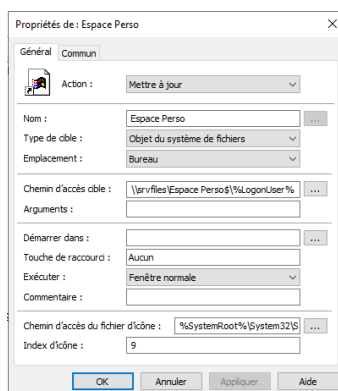 Propriétés de : Espace Perso
Général Commun
Action : Mettre à jour
Nom : Espace Perso
Type de cible : Objet du système de fichiers
Emplacement : Bureau
Chemin d'accès cible : \\srvfiles\Espace Perso$\%LogonUser%
Arguments :
Démarrer dans :
Touche de raccourci : Aucun
Exécuter : Fenêtre normale
Commentaire :
Chemin d'accès du fichier d'icône : %SystemRoot%\System32\S
Index d'icône : 9
OK Annuler Appliquer Aide